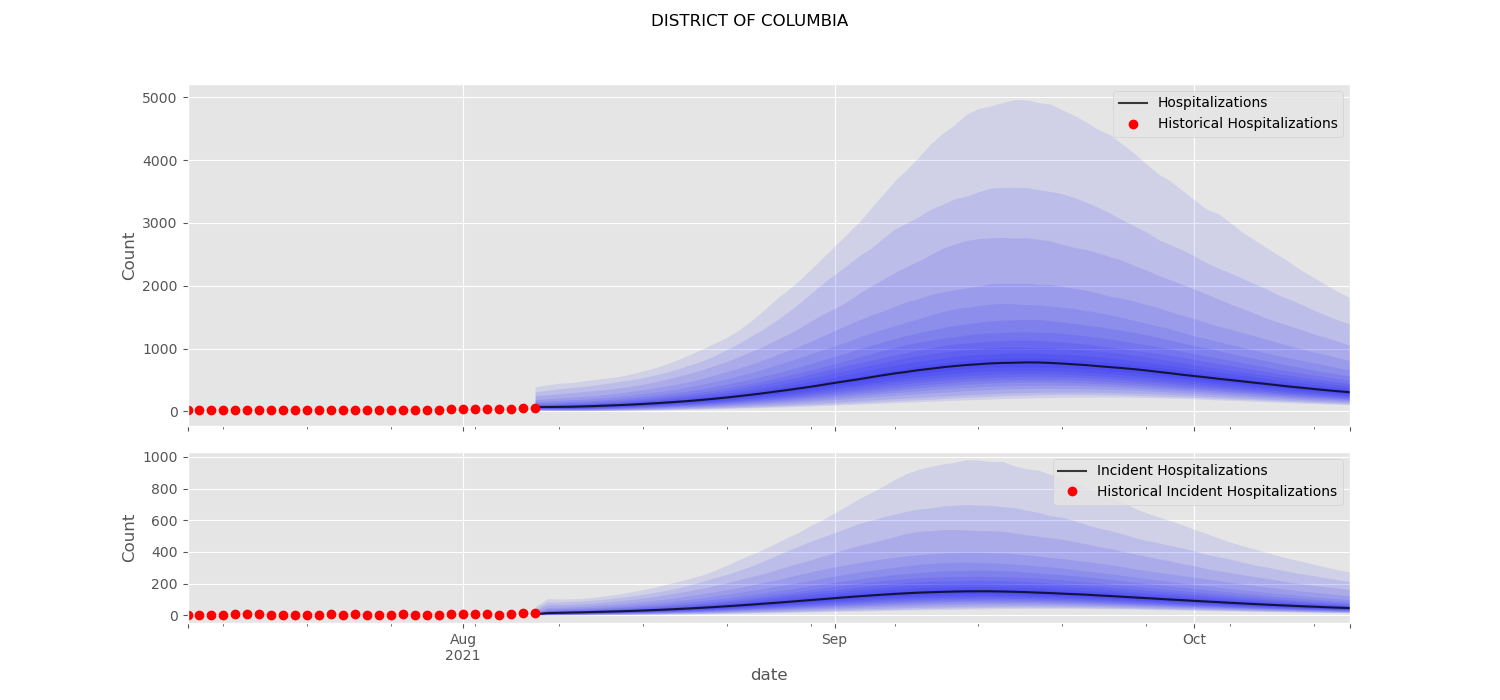 DISTRICT OF COLUMBIA
5000
4000
3000
2000
1000
0
Count
Hospitalizations
Historical Hospitalizations
1000
800
600
400
200
0
Count
Incident Hospitalizations
Historical Incident Hospitalizations
Aug
2021
Sep
Oct
date